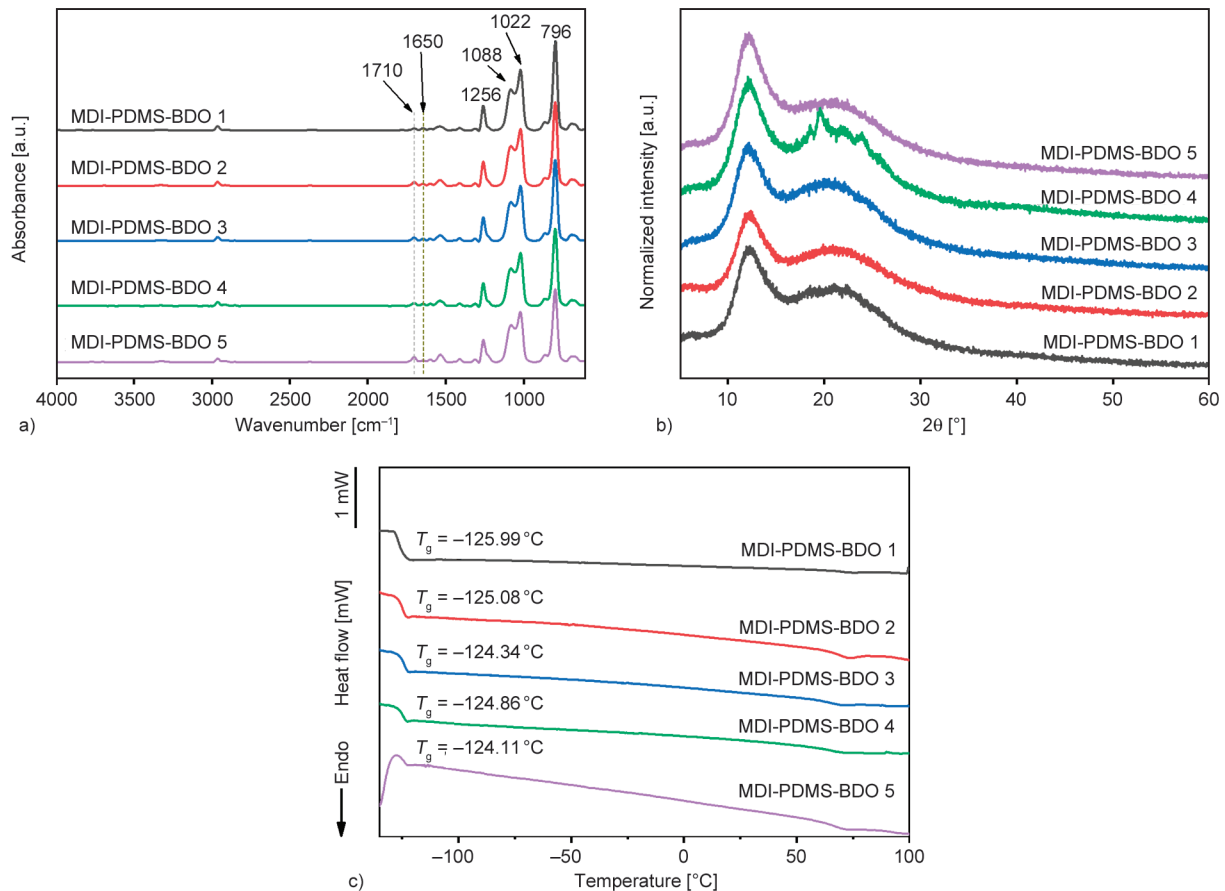 1022
796
1650
1088
1710
1256
MDI-PDMS-BDO 1
MDI-PDMS-BDO 2
MDI-PDMS-BDO 3
MDI-PDMS-BDO 4
MDI-PDMS-BDO 5
Absorbance [a.u.]
4000 3500 3000 2500 2000 1500 1000
Wavenumber [cm⁻¹]
a)
Normalized intensity [a.u.]
MDI-PDMS-BDO 5
MDI-PDMS-BDO 4
MDI-PDMS-BDO 3
MDI-PDMS-BDO 2
MDI-PDMS-BDO 1
10 20 30 40 50 60
2θ [°]
b)
1 mW
Heat flow [mW]
Endo
Tg = –125.99 °C
MDI-PDMS-BDO 1
Tg = –125.08 °C
MDI-PDMS-BDO 2
Tg = –124.34 °C
MDI-PDMS-BDO 3
Tg = –124.86 °C
MDI-PDMS-BDO 4
Tg = –124.11 °C
MDI-PDMS-BDO 5
–100 –50 0 50 100
Temperature [°C]
c)